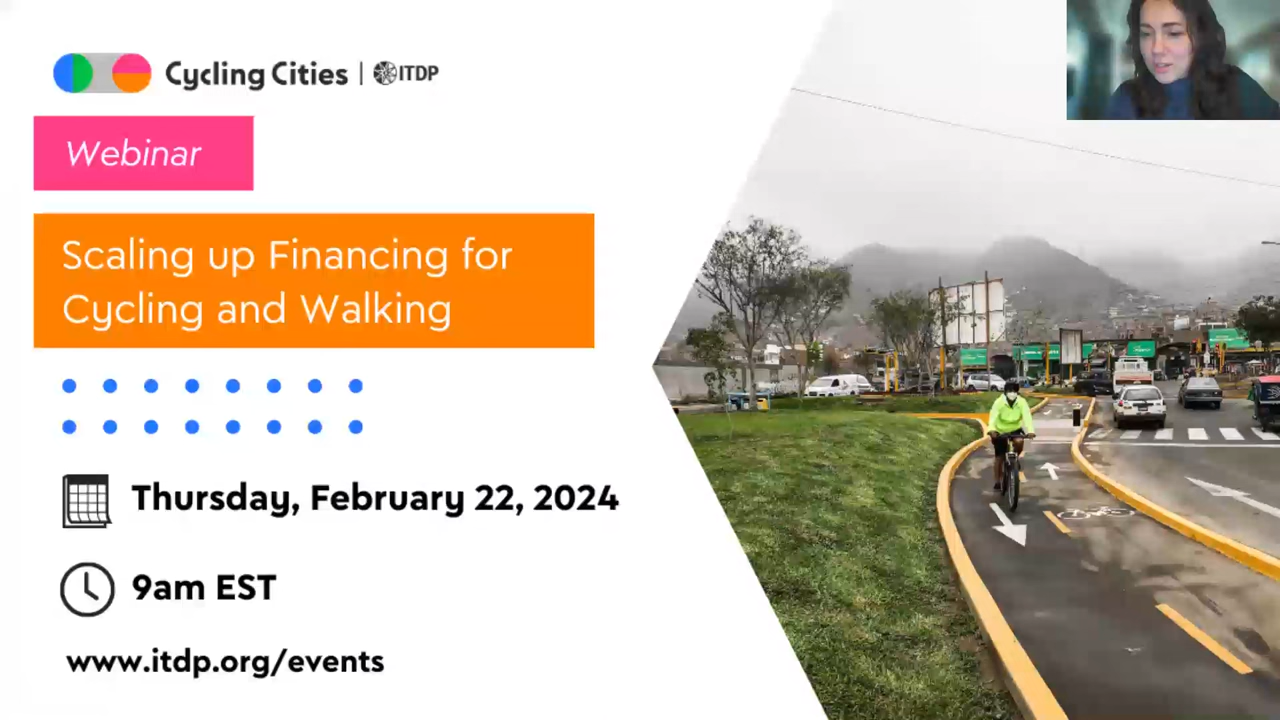 Cycling Cities | ITDP
Webinar
Scaling up Financing for
Cycling and Walking
Thursday, February 22, 2024
9am EST
www.itdp.org/events